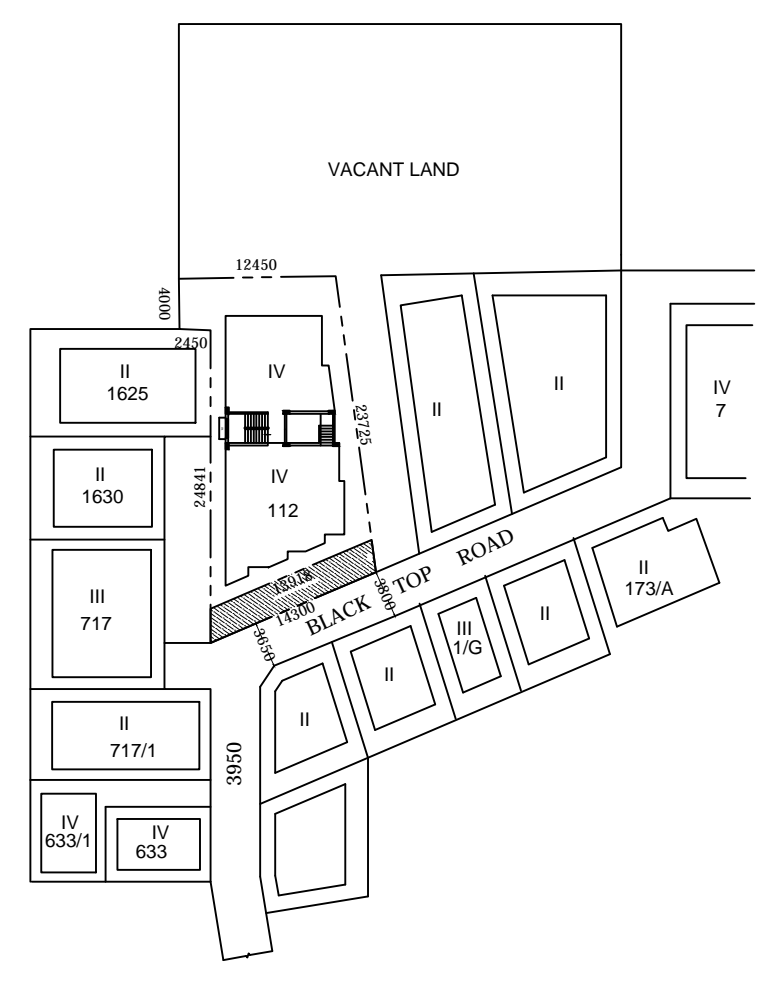 VACANT LAND
12450
4000
2450
II
1625
IV
II
II
IV
7
23725
II
1630
24841
IV
112
III
717
14300
BLACK TOP ROAD
3800
3650
II
173/A
II
III
1/G
II
II
II
717/1
3950
IV
633/1
IV
633